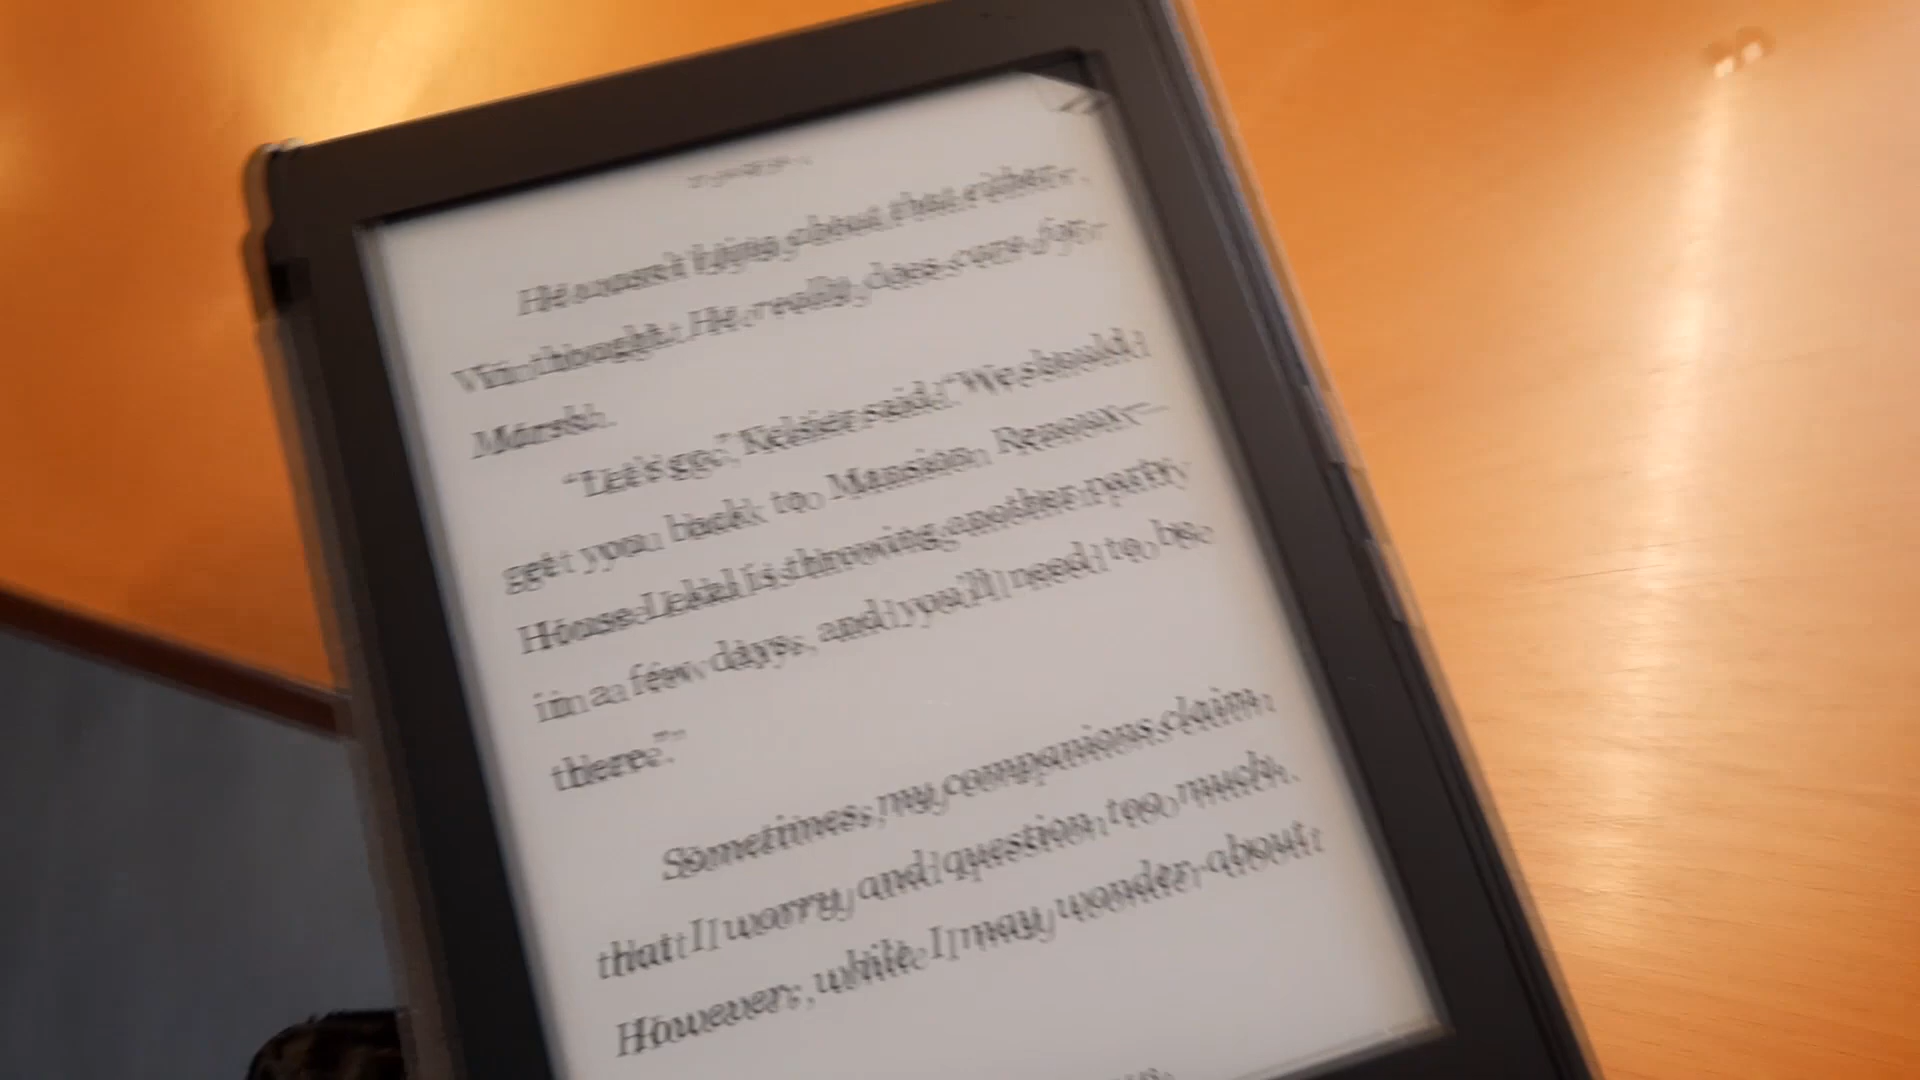 He wasn't lying about that either,
Vin thought. He really does care for
Marsh.
“Let's go,” Kelsier said. “We should
get you back to Mansion Renoux—
House Lekal is throwing another party
in a few days, and you'll need to be
there.”
Sometimes, my companions claim
that I worry and question too much.
However, while I may wonder about